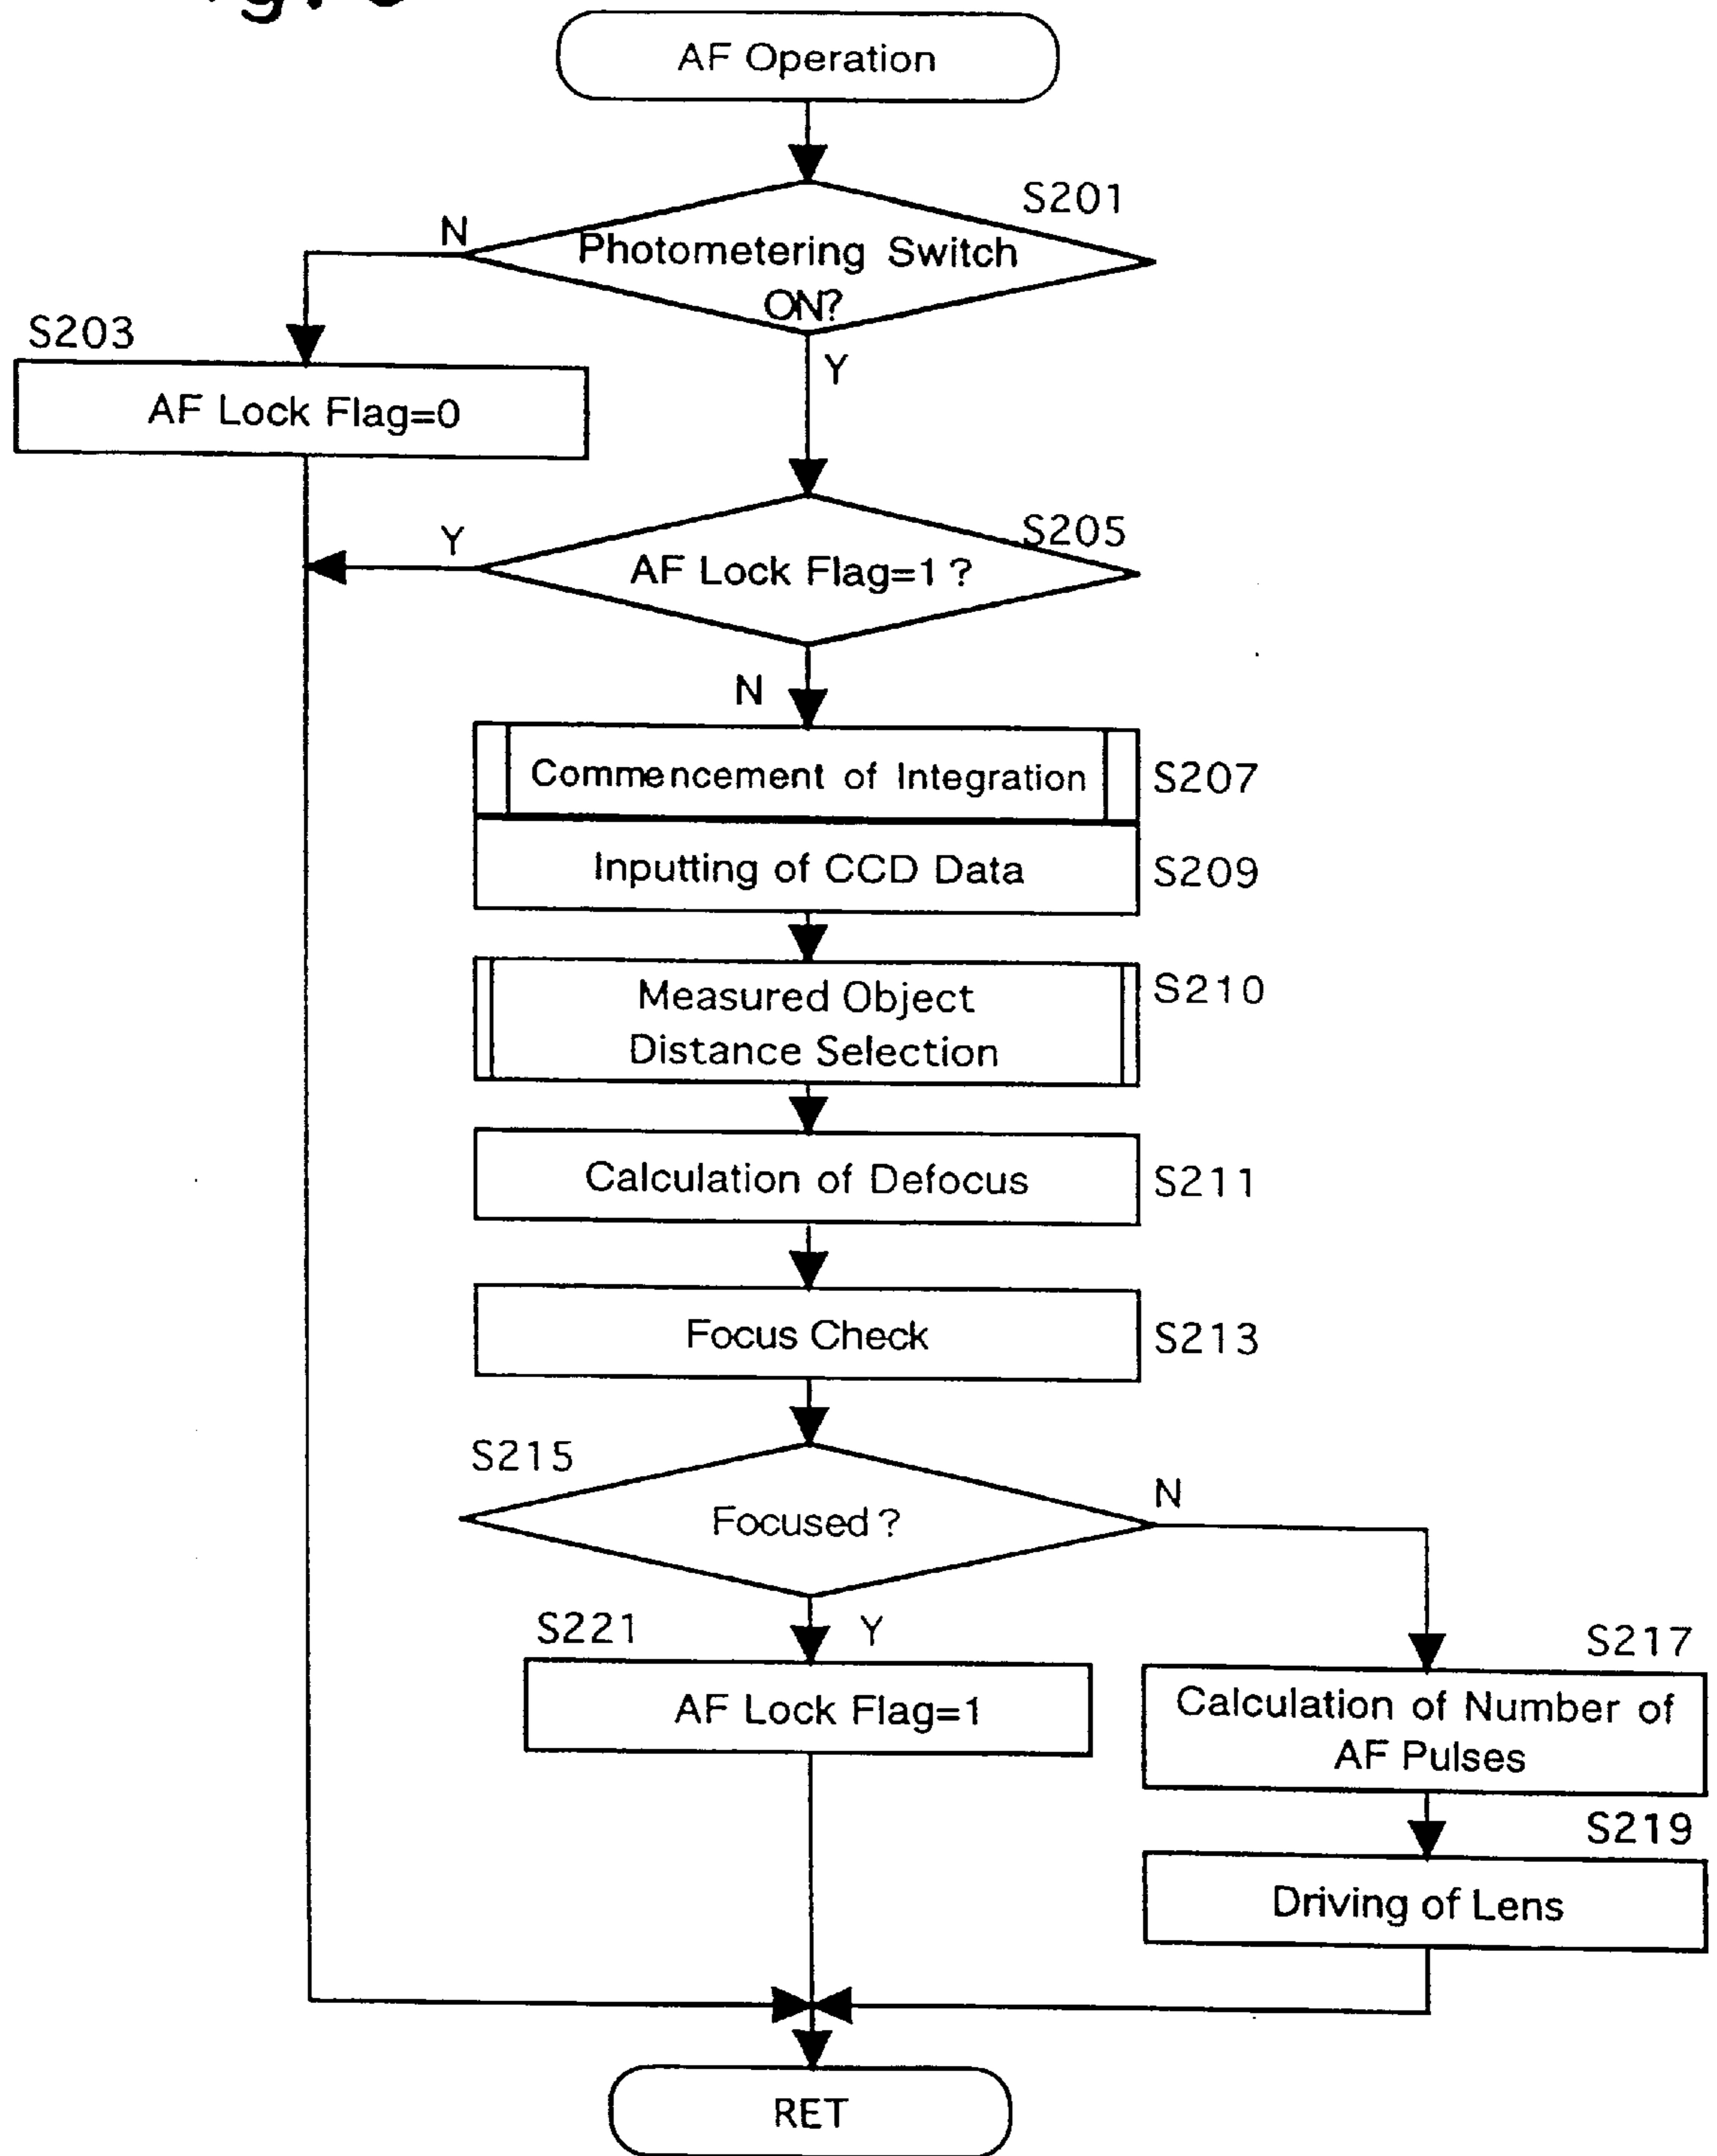 AF Operation
S201
N
Photometering Switch
ON?
S203
Y
AF Lock Flag=0
S205
Y
AF Lock Flag=1?
N
Commencement of Integration
S207
Inputting of CCD Data
S209
Measured Object
S210
Distance Selection
Calculation of Defocus
S211
Focus Check
S213
S215
N
Focused?
S221
Y
S217
AF Lock Flag=1
Calculation of Number of
AF Pulses
S219
Driving of Lens
RET